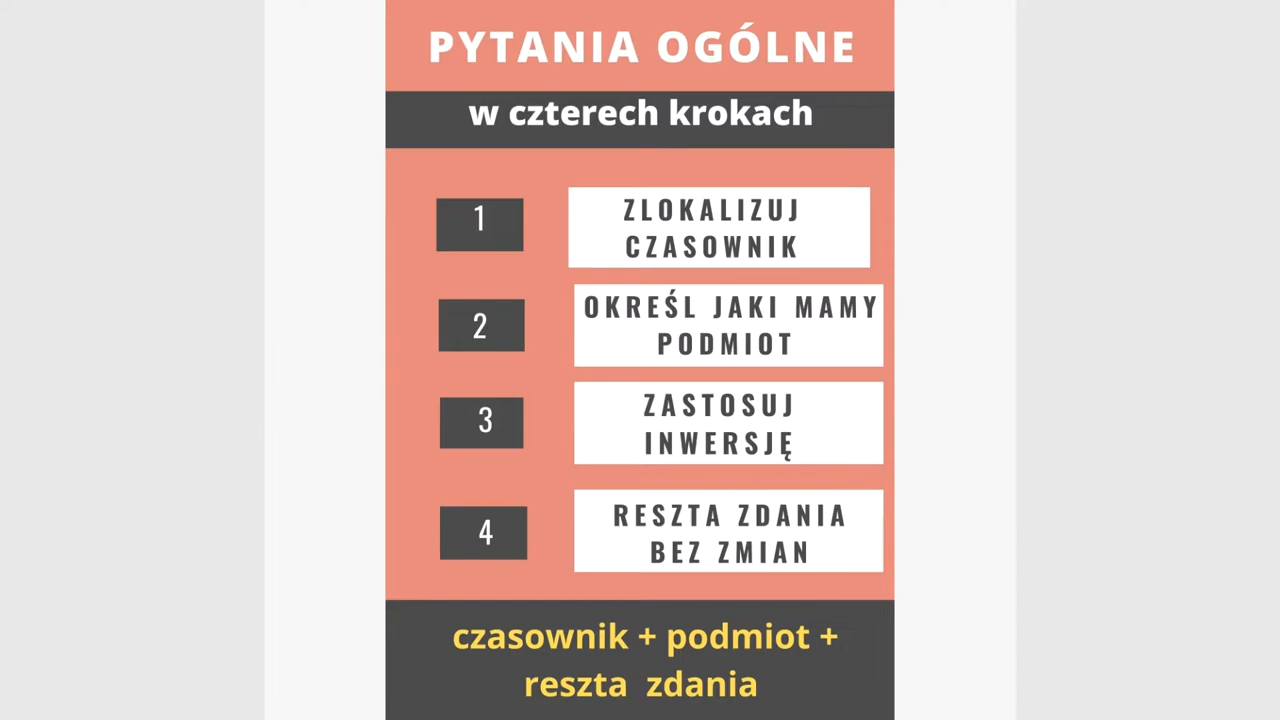 PYTANIA OGÓLNE
w czterech krokach
1
ZLOKALIZUJ
CZASOWNIK
2
OKREŚL JAKI MAMY
PODMIOT
3
ZASTOSUJ
INWERSJĘ
4
RESZTA ZDANIA
BEZ ZMIAN
czasownik + podmiot +
reszta zdania